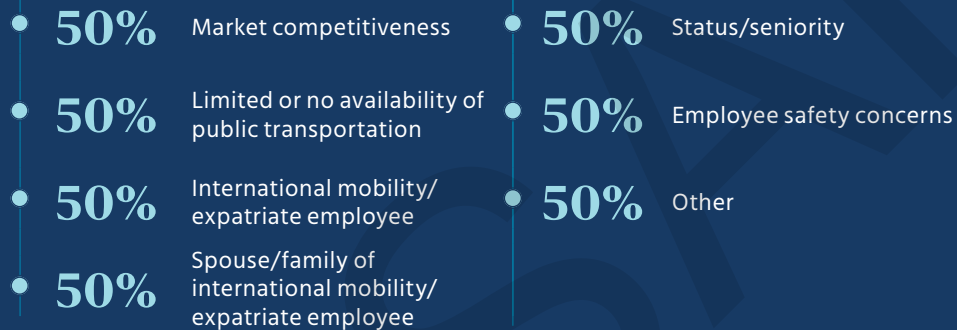 50% Market competitiveness
50% Limited or no availability of
public transportation
50% International mobility/
expatriate employee
50% Spouse/family of
international mobility/
expatriate employee
50% Status/seniority
50% Employee safety concerns
50% Other